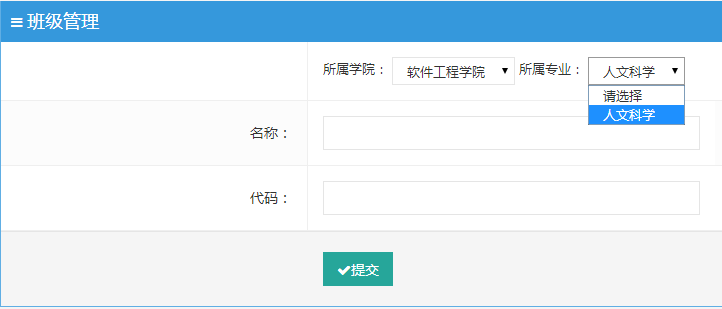 班级管理
所属学院： 软件工程学院 所属专业： 人文科学
请选择
人文科学
名称：
代码：
提交